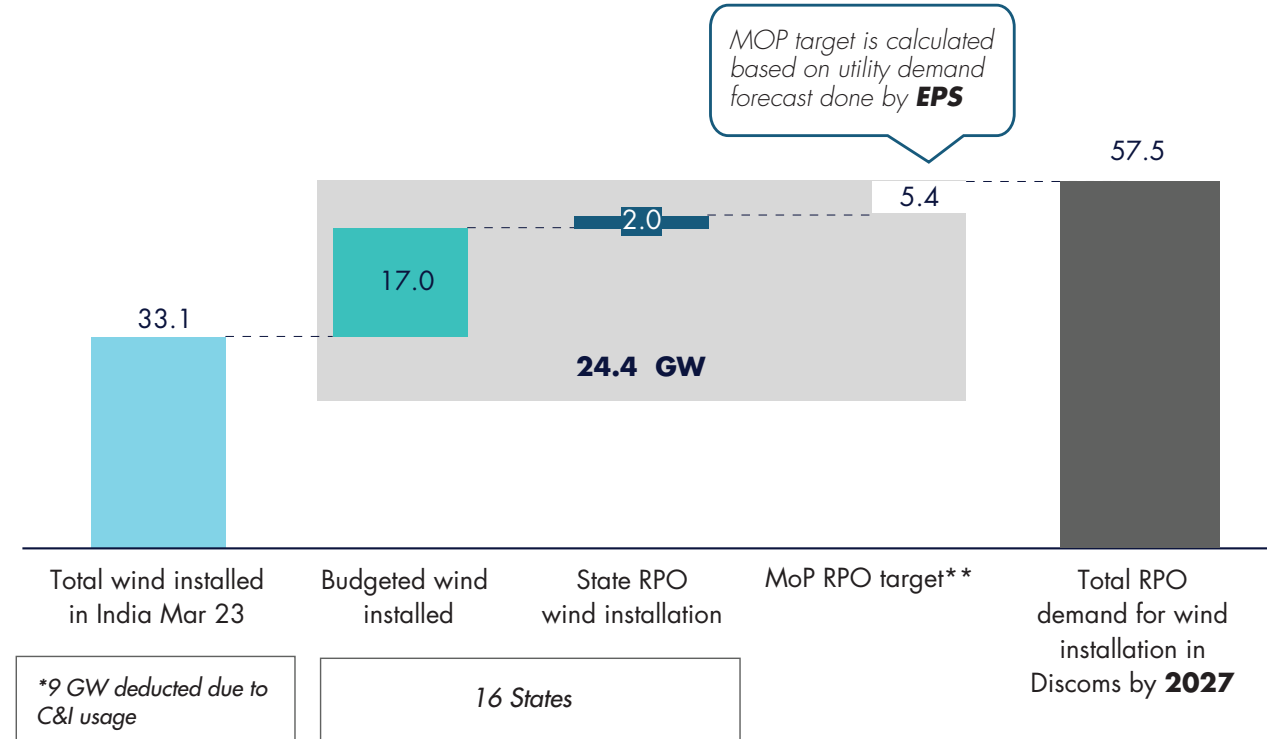 MOP target is calculated
based on utility demand
forecast done by EPS
57.5
5.4
2.0
17.0
33.1
24.4 GW
Total wind installed
in India Mar 23
Budgeted wind
installed
State RPO
wind installation
MoP RPO target**
Total RPO
demand for wind
installation in
Discoms by 2027
*9 GW deducted due to
C&I usage
16 States